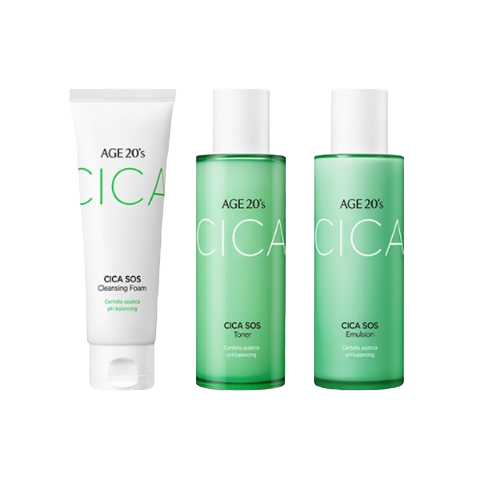 AGE 20's
CICA
CICA SOS
Cleansing Foam
Centella asiatica
pH balancing
AGE 20's
CICA
CICA SOS
Toner
Centella asiatica
pH balancing
AGE 20's
CICA
CICA SOS
Emulsion
Centella asiatica
pH balancing